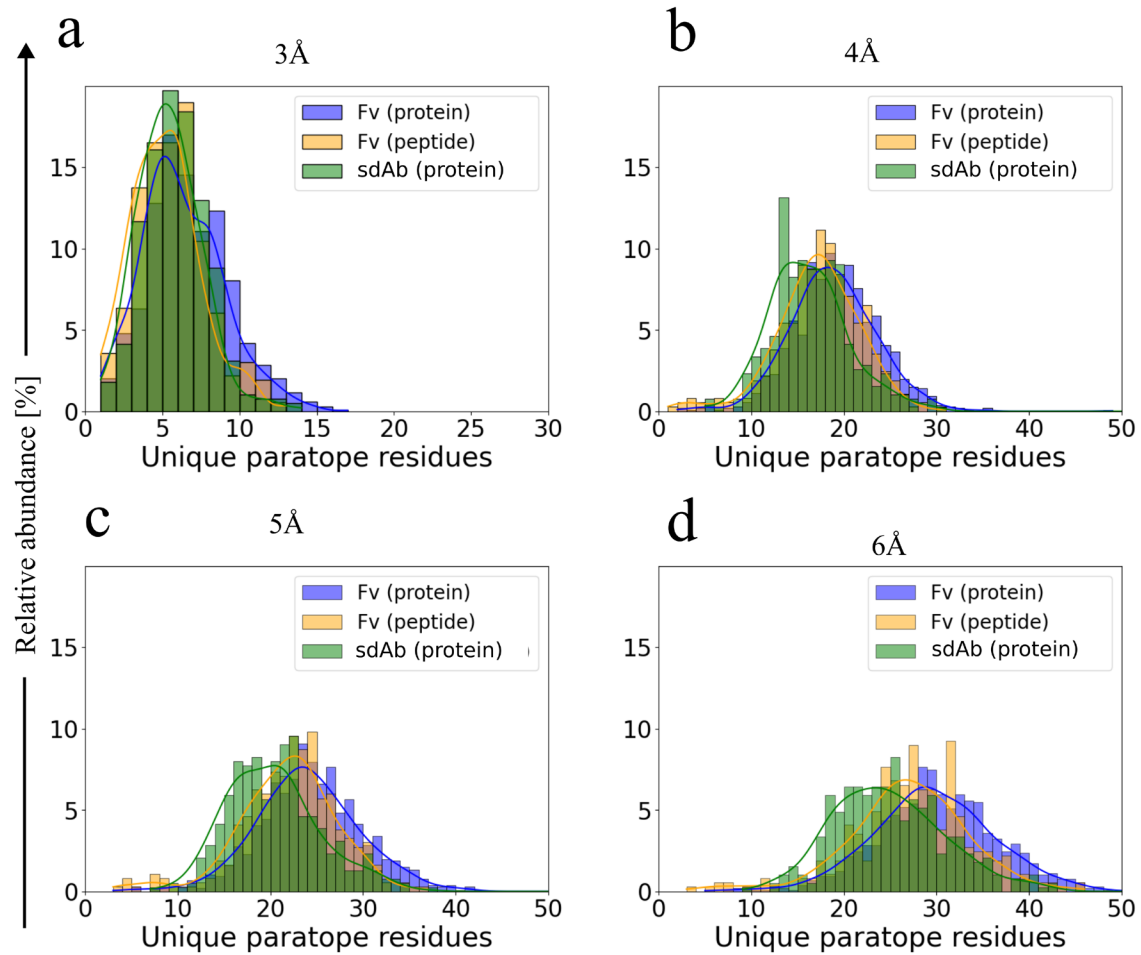 a
3Å
Fv (protein)
Fv (peptide)
sdAb (protein)
15
10
5
0
0 5 10 15 20 25 30
Unique paratope residues
b
4Å
Fv (protein)
Fv (peptide)
sdAb (protein)
15
10
5
0
0 10 20 30 40 50
Unique paratope residues
Relative abundance [%]
c
5Å
Fv (protein)
Fv (peptide)
sdAb (protein)
15
10
5
0
0 10 20 30 40 50
Unique paratope residues
d
6Å
Fv (protein)
Fv (peptide)
sdAb (protein)
15
10
5
0
0 10 20 30 40 50
Unique paratope residues